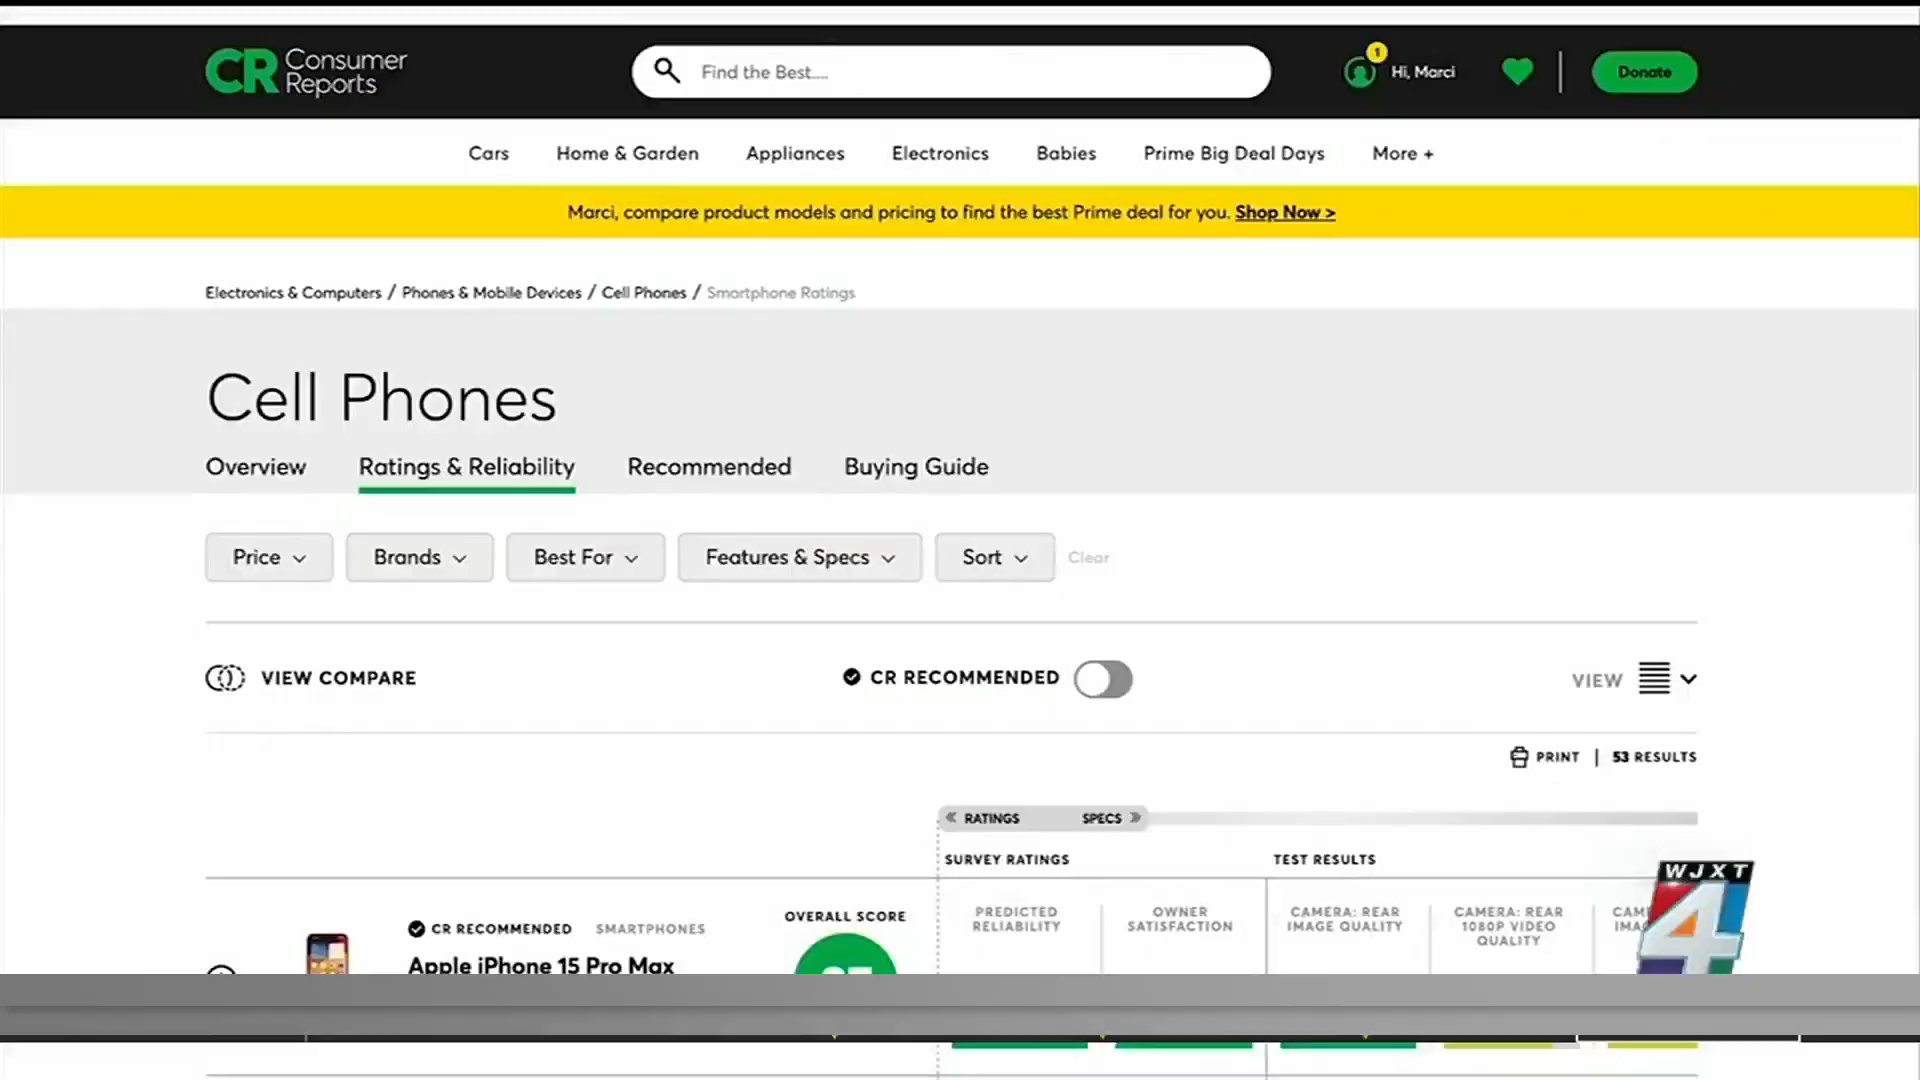 CR Consumer Reports
Find the Best....
1
Hi, Marci
Donate
Cars Home & Garden Appliances Electronics Babies Prime Big Deal Days More +
Marci, compare product models and pricing to find the best Prime deal for you. Shop Now >
Electronics & Computers / Phones & Mobile Devices / Cell Phones / Smartphone Ratings
Cell Phones
Overview Ratings & Reliability Recommended Buying Guide
Price Brands Best For Features & Specs Sort Clear
VIEW COMPARE CR RECOMMENDED VIEW
PRINT | 53 RESULTS
« RATINGS SPECS »
SURVEY RATINGS TEST RESULTS
CR RECOMMENDED SMARTPHONES
Apple iPhone 15 Pro Max
OVERALL SCORE
PREDICTED RELIABILITY
OWNER SATISFACTION
CAMERA: REAR IMAGE QUALITY
CAMERA: REAR 1080P VIDEO QUALITY
WJXT
4